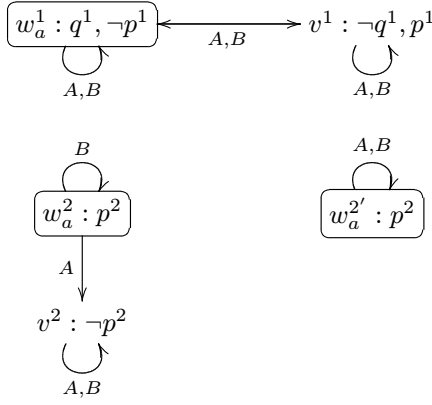 w_a^1 : q^1, ¬p^1 A,B v^1 : ¬q^1, p^1
A,B A,B
B A,B
w_a^2 : p^2 w_a^{2'} : p^2
A
v^2 : ¬p^2
A,B